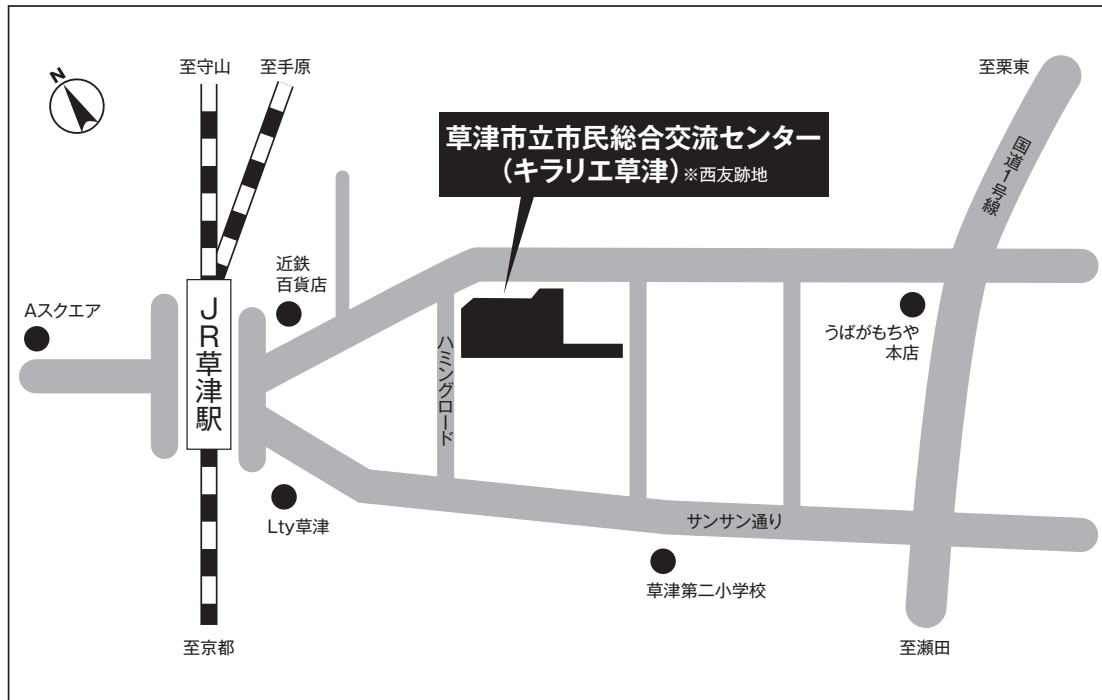 N
至守山
至手原
至栗東
草津市立市民総合交流センター
(キラリエ草津)※西友跡地
国道1号線
近鉄
百貨店
Aスクエア
JR草津駅
ハミングロード
うばがもちや
本店
Lty草津
サンサン通り
草津第二小学校
至京都
至瀬田